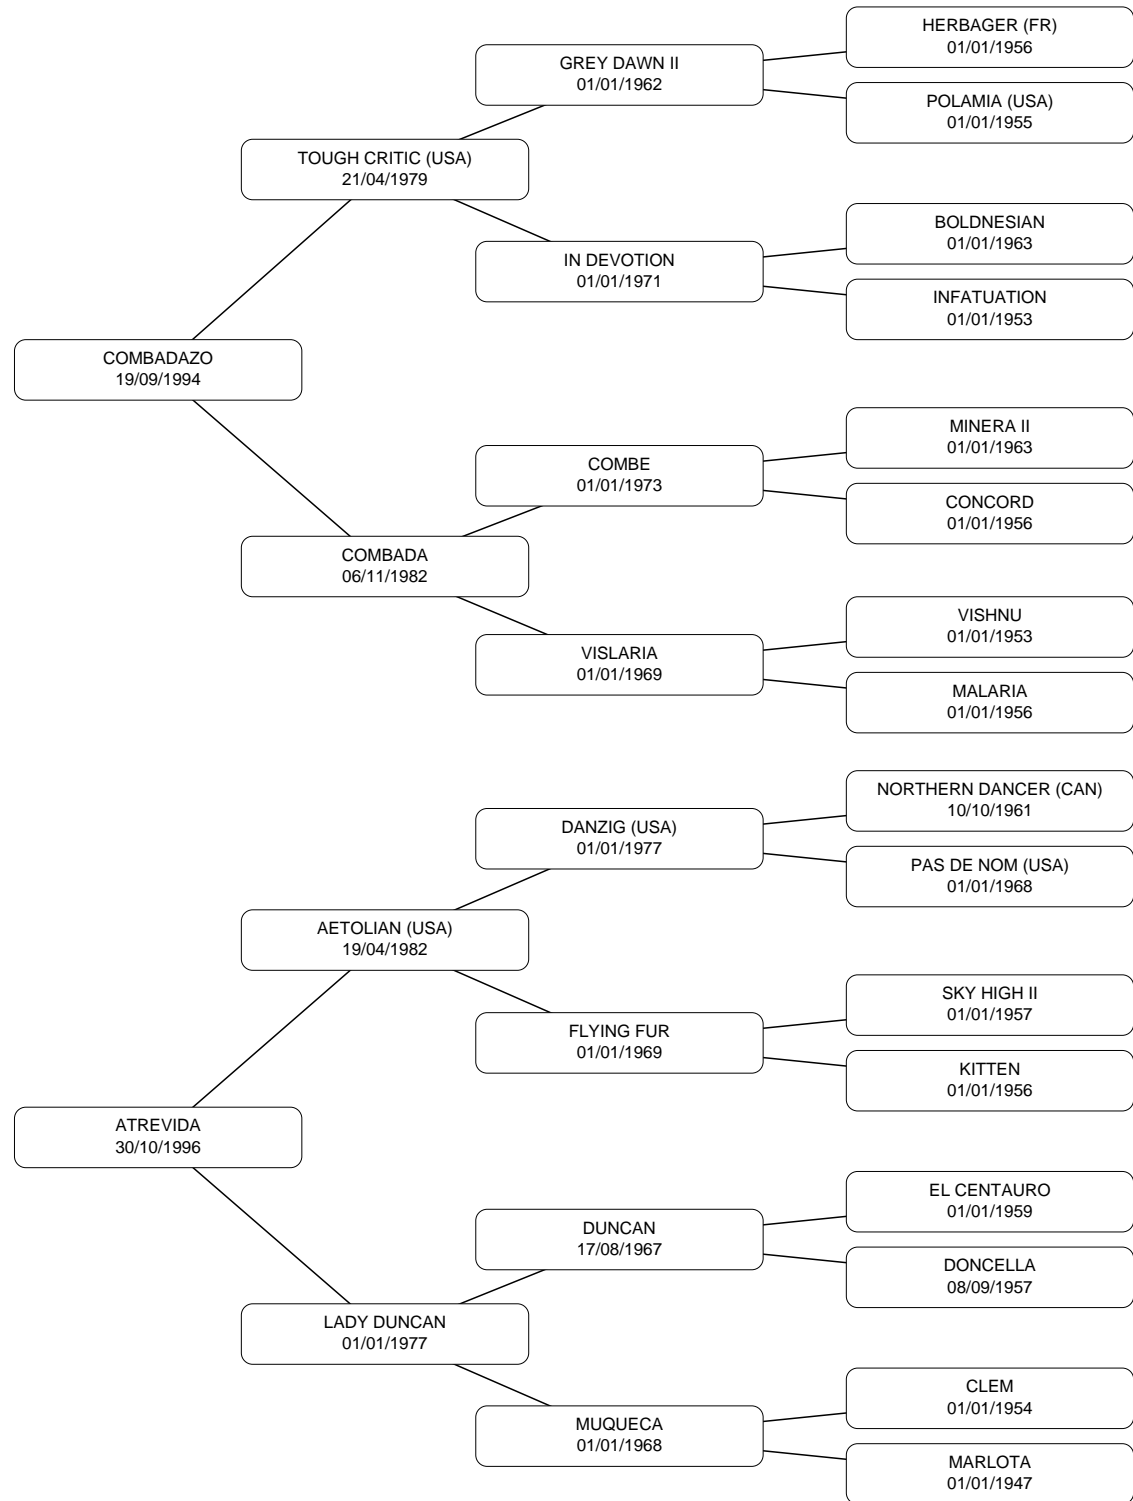 HERBAGER (FR)
01/01/1956
GREY DAWN II
01/01/1962
POLAMIA (USA)
01/01/1955
TOUGH CRITIC (USA)
21/04/1979
BOLDNESIAN
01/01/1963
IN DEVOTION
01/01/1971
INFATUATION
01/01/1953
COMBADAZO
19/09/1994
MINERA II
01/01/1963
COMBE
01/01/1973
CONCORD
01/01/1956
COMBADA
06/11/1982
VISHNU
01/01/1953
VISLARIA
01/01/1969
MALARIA
01/01/1956
NORTHERN DANCER (CAN)
10/10/1961
DANZIG (USA)
01/01/1977
PAS DE NOM (USA)
01/01/1968
AETOLIAN (USA)
19/04/1982
SKY HIGH II
01/01/1957
FLYING FUR
01/01/1969
KITTEN
01/01/1956
ATREVIDA
30/10/1996
EL CENTAURO
01/01/1959
DUNCAN
17/08/1967
DONCELLA
08/09/1957
LADY DUNCAN
01/01/1977
CLEM
01/01/1954
MUQUECA
01/01/1968
MARLOTA
01/01/1947